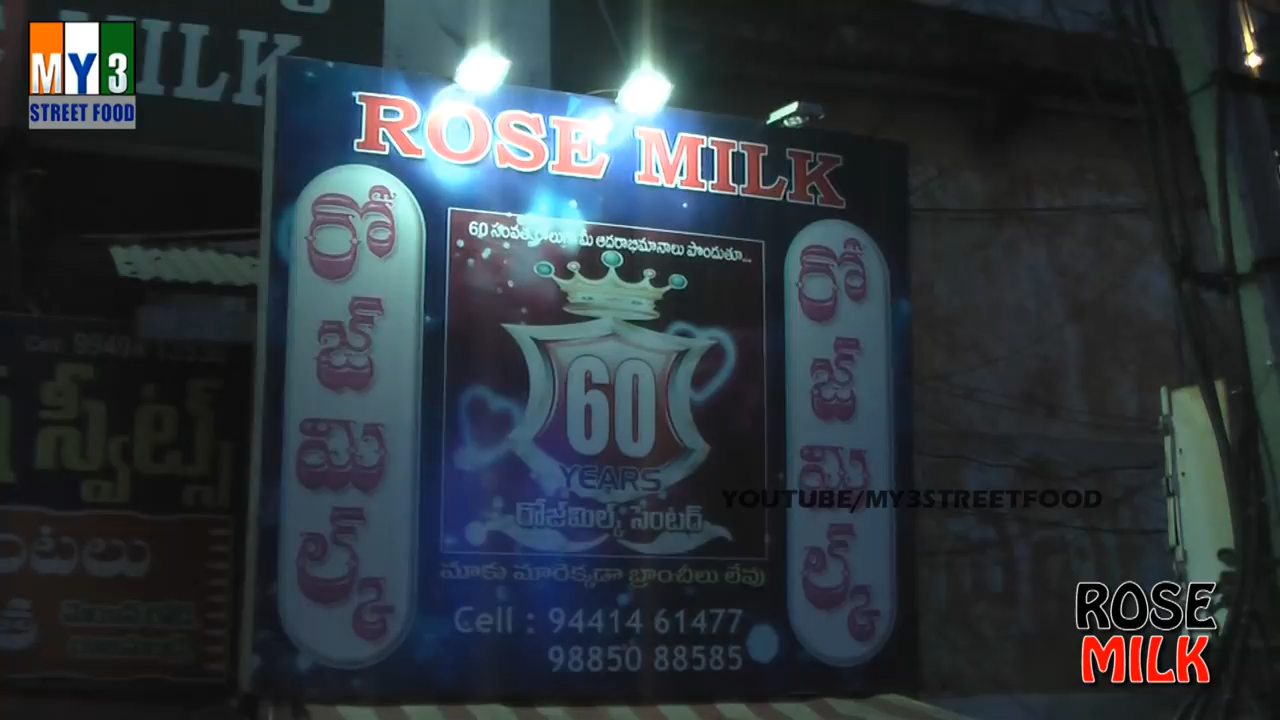 MY3
STREET FOOD
MILK
ROSE MILK
రోజ్ మిల్క్
60 సంవత్సరాలుగా మీ ఆదరాభిమానాలు పొందుతూ...
60
YEARS
రోజ్‌మిల్క్ సెంటర్
మాకు మారెక్కడా బ్రాంచీలు లేవు
Cell : 94414 61477
98850 88585
రోజ్ మిల్క్
స్వీట్స్
YOUTUBE/MY3STREETFOOD
ROSE
MILK